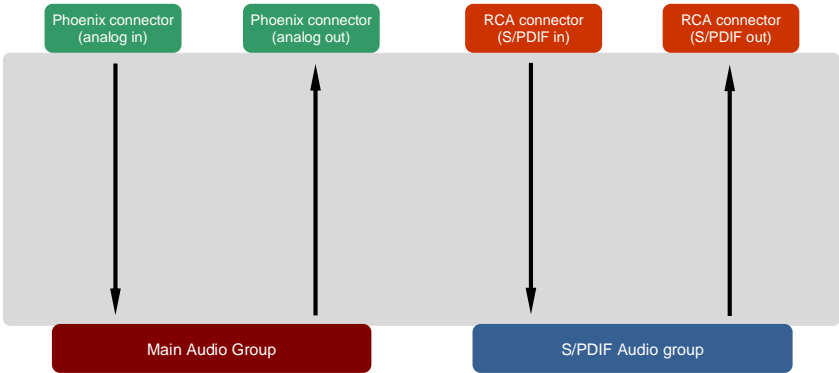 Phoenix connector
(analog in)
Phoenix connector
(analog out)
RCA connector
(S/PDIF in)
RCA connector
(S/PDIF out)
Main Audio Group
S/PDIF Audio group